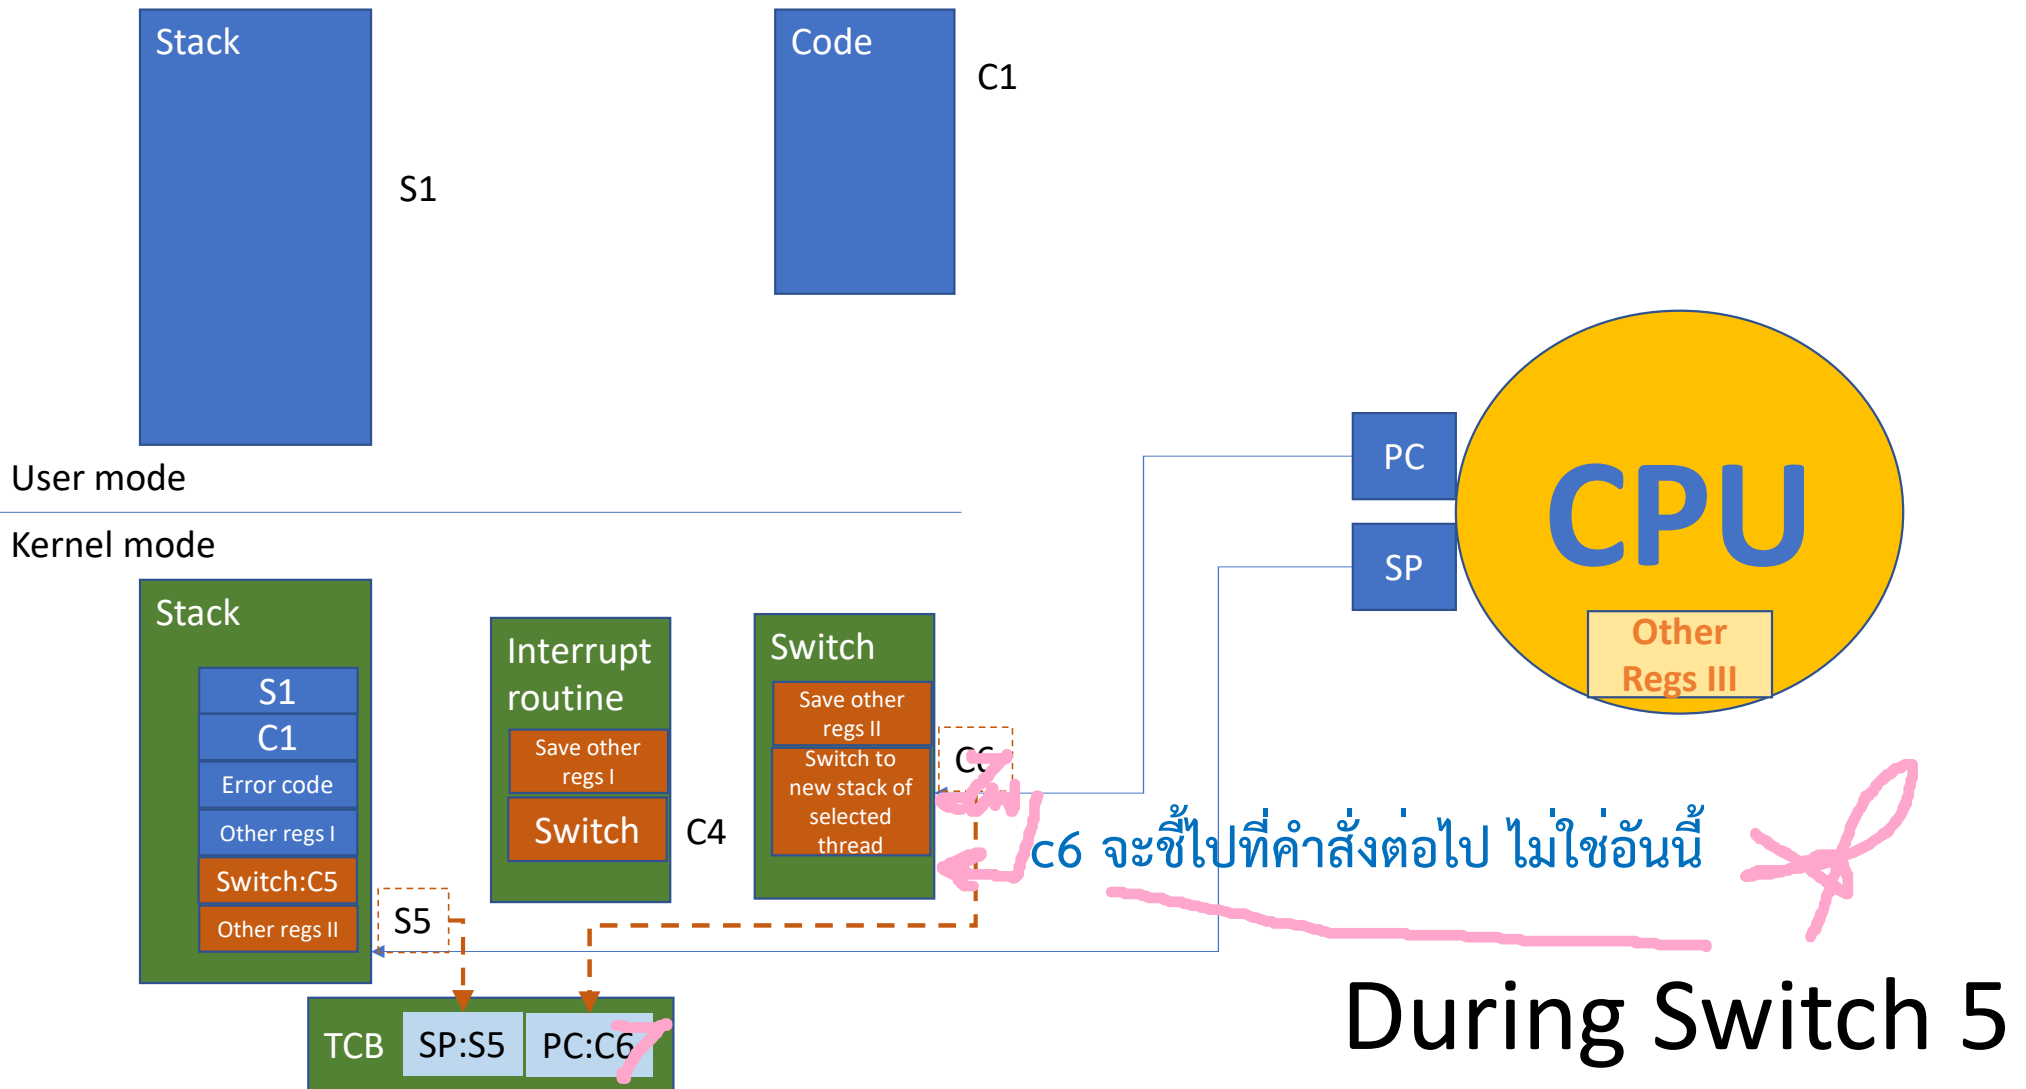 Stack
Code
C1
S1
User mode
Kernel mode
PC
SP
CPU
Other
Regs III
Stack
S1
C1
Error code
Other regs I
Switch:C5
Other regs II
S5
Interrupt
routine
Save other
regs I
Switch
C4
Switch
Save other
regs II
Switch to
new stack of
selected
thread
C6
7
c6 จะชี้ไปที่คำสั่งต่อไป ไม่ใช่อันนี้
TCB
SP:S5
PC:C6
7
During Switch 5